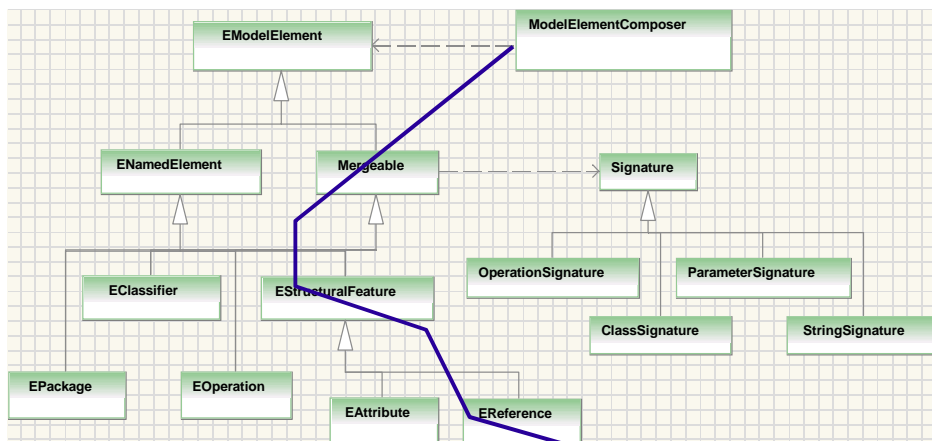 EModelElement
ModelElementComposer
ENamedElement
Mergeable
Signature
EClassifier
EStructuralFeature
OperationSignature
ParameterSignature
ClassSignature
StringSignature
EPackage
EOperation
EAttribute
EReference